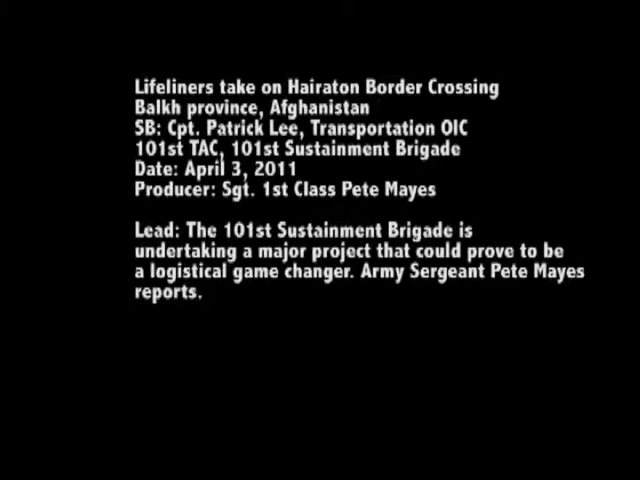 Lifeliners take on Hairaton Border Crossing
Balkh province, Afghanistan
SB: Cpt. Patrick Lee, Transportation OIC
101st TAC, 101st Sustainment Brigade
Date: April 3, 2011
Producer: Sgt. 1st Class Pete Mayes
Lead: The 101st Sustainment Brigade is
undertaking a major project that could prove to be
a logistical game changer. Army Sergeant Pete Mayes
reports.